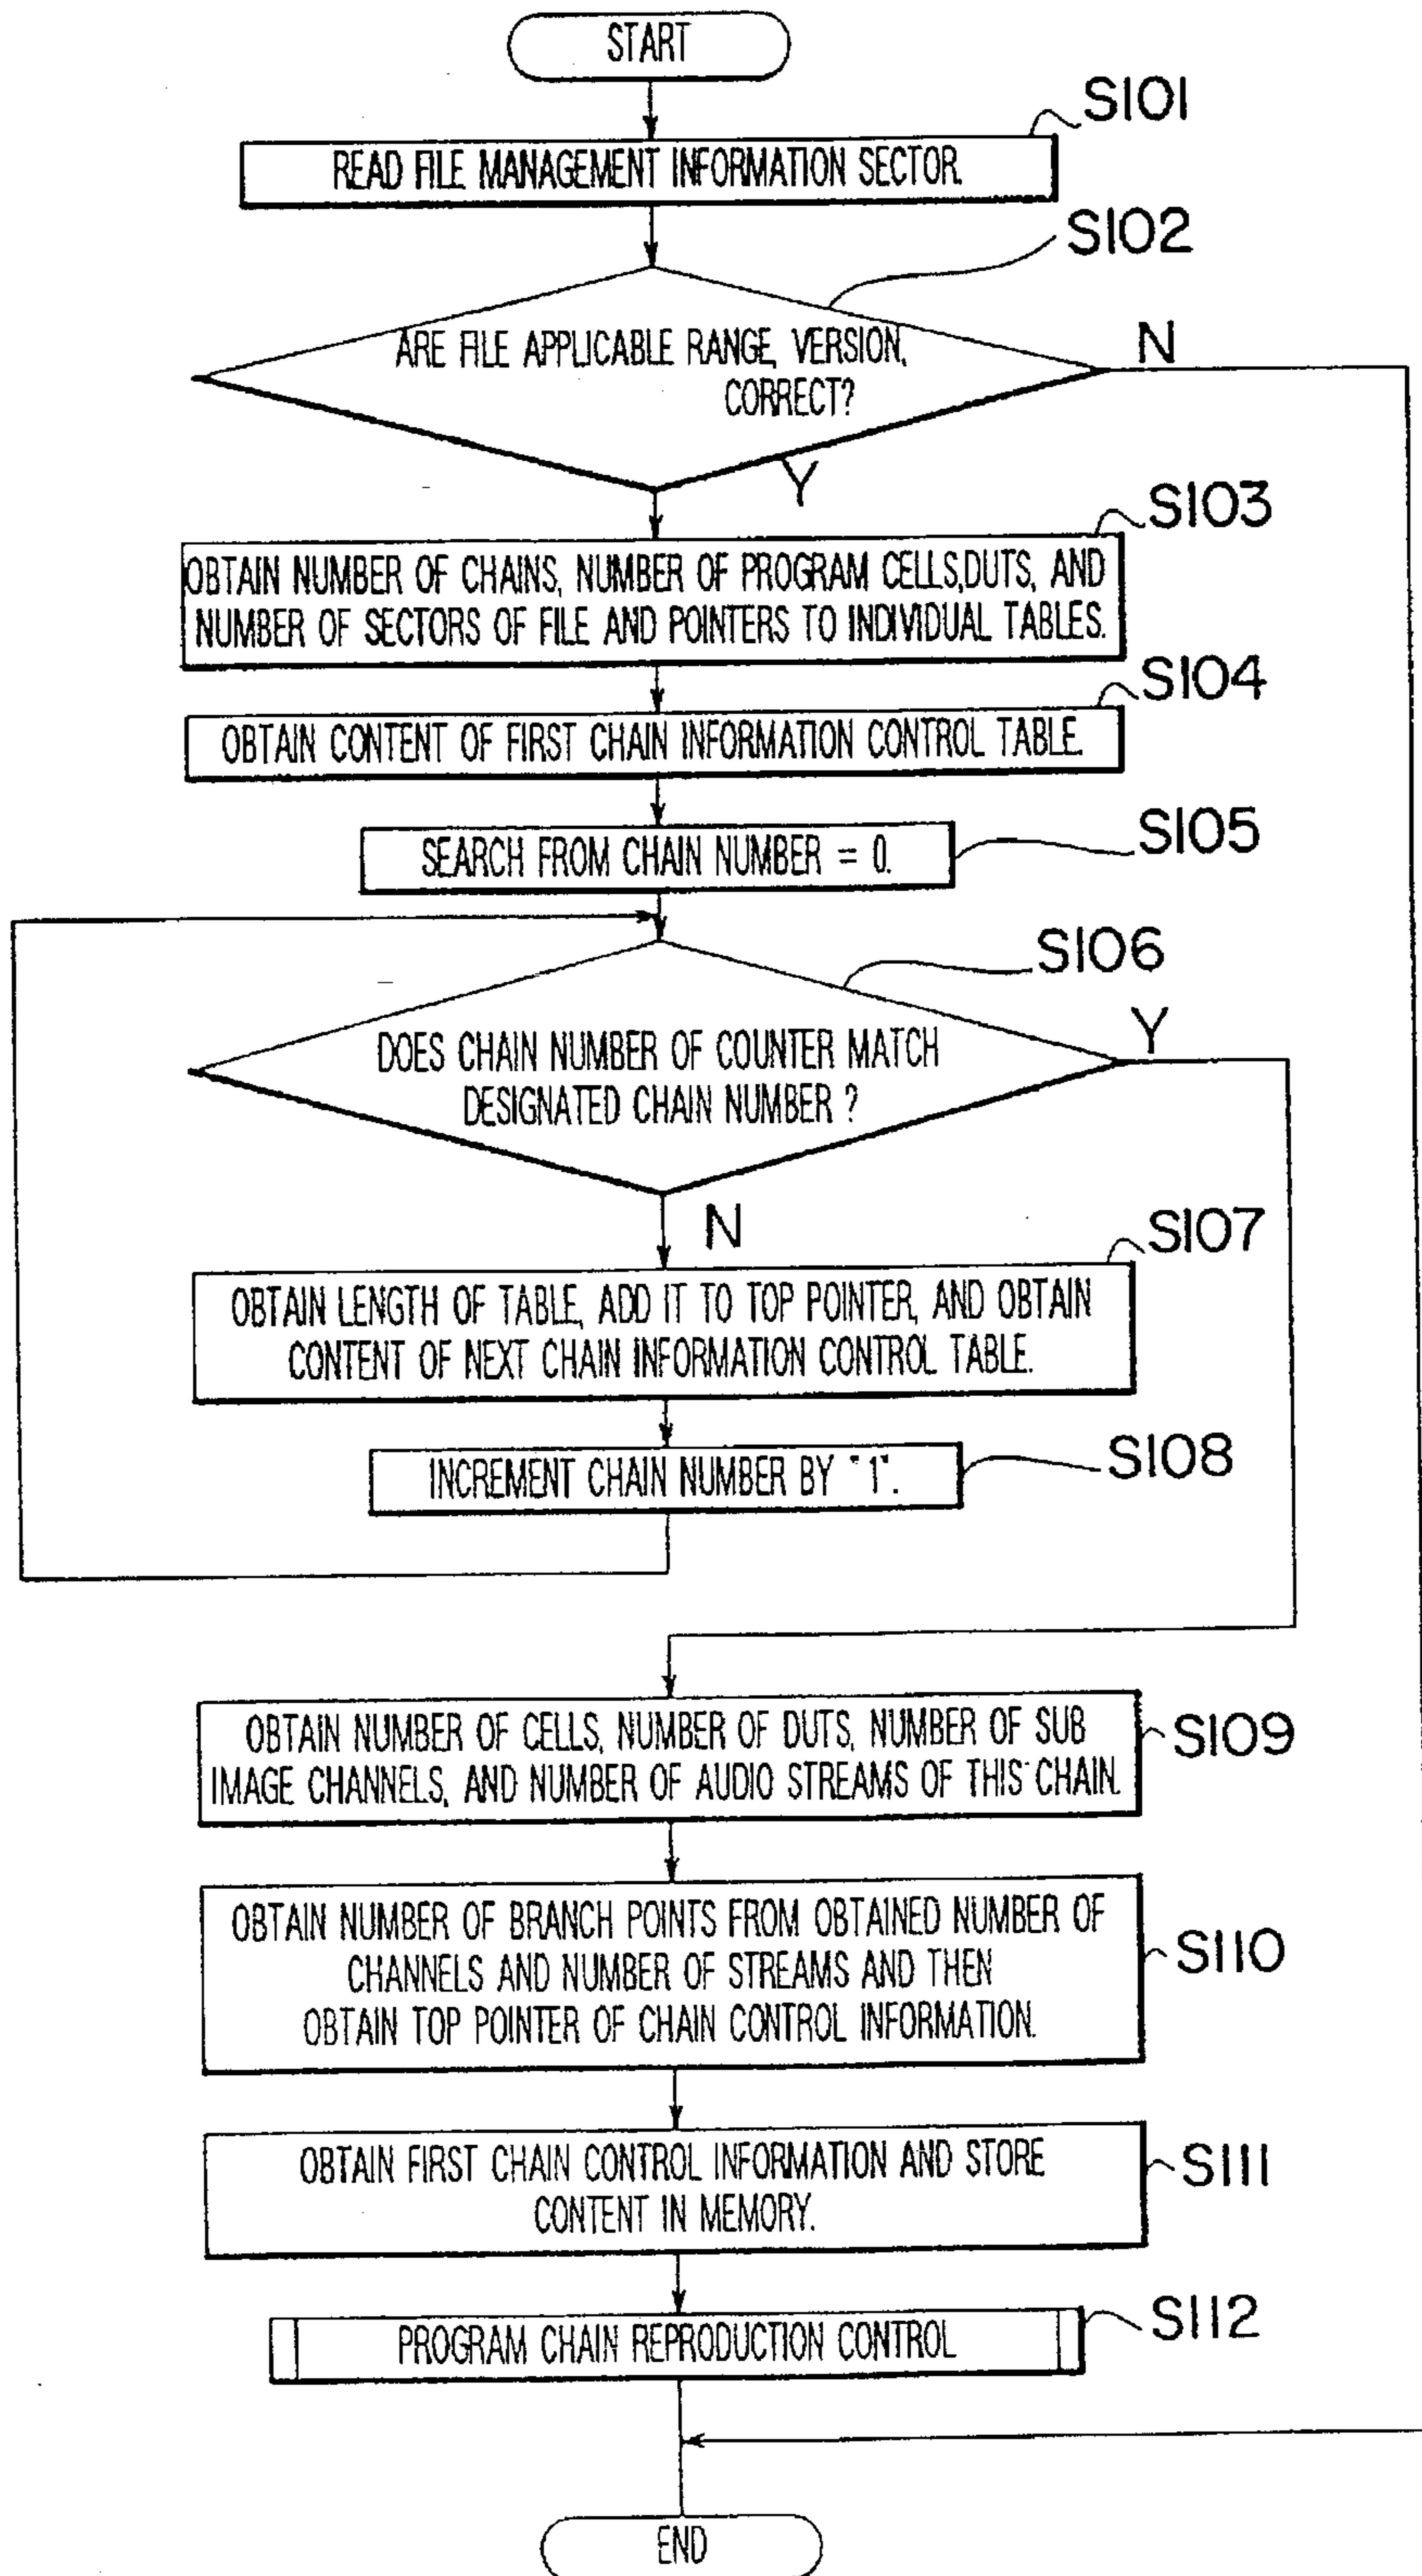 START
S101
READ FILE MANAGEMENT INFORMATION SECTOR.
S102
ARE FILE APPLICABLE RANGE, VERSION,
CORRECT?
N
Y
S103
OBTAIN NUMBER OF CHAINS, NUMBER OF PROGRAM CELLS,DUTS, AND
NUMBER OF SECTORS OF FILE AND POINTERS TO INDIVIDUAL TABLES.
S104
OBTAIN CONTENT OF FIRST CHAIN INFORMATION CONTROL TABLE.
S105
SEARCH FROM CHAIN NUMBER = 0.
S106
DOES CHAIN NUMBER OF COUNTER MATCH
DESIGNATED CHAIN NUMBER ?
Y
N
S107
OBTAIN LENGTH OF TABLE, ADD IT TO TOP POINTER, AND OBTAIN
CONTENT OF NEXT CHAIN INFORMATION CONTROL TABLE.
S108
INCREMENT CHAIN NUMBER BY "1".
S109
OBTAIN NUMBER OF CELLS, NUMBER OF DUTS, NUMBER OF SUB
IMAGE CHANNELS, AND NUMBER OF AUDIO STREAMS OF THIS CHAIN.
S110
OBTAIN NUMBER OF BRANCH POINTS FROM OBTAINED NUMBER OF
CHANNELS AND NUMBER OF STREAMS AND THEN
OBTAIN TOP POINTER OF CHAIN CONTROL INFORMATION.
S111
OBTAIN FIRST CHAIN CONTROL INFORMATION AND STORE
CONTENT IN MEMORY.
S112
PROGRAM CHAIN REPRODUCTION CONTROL
END